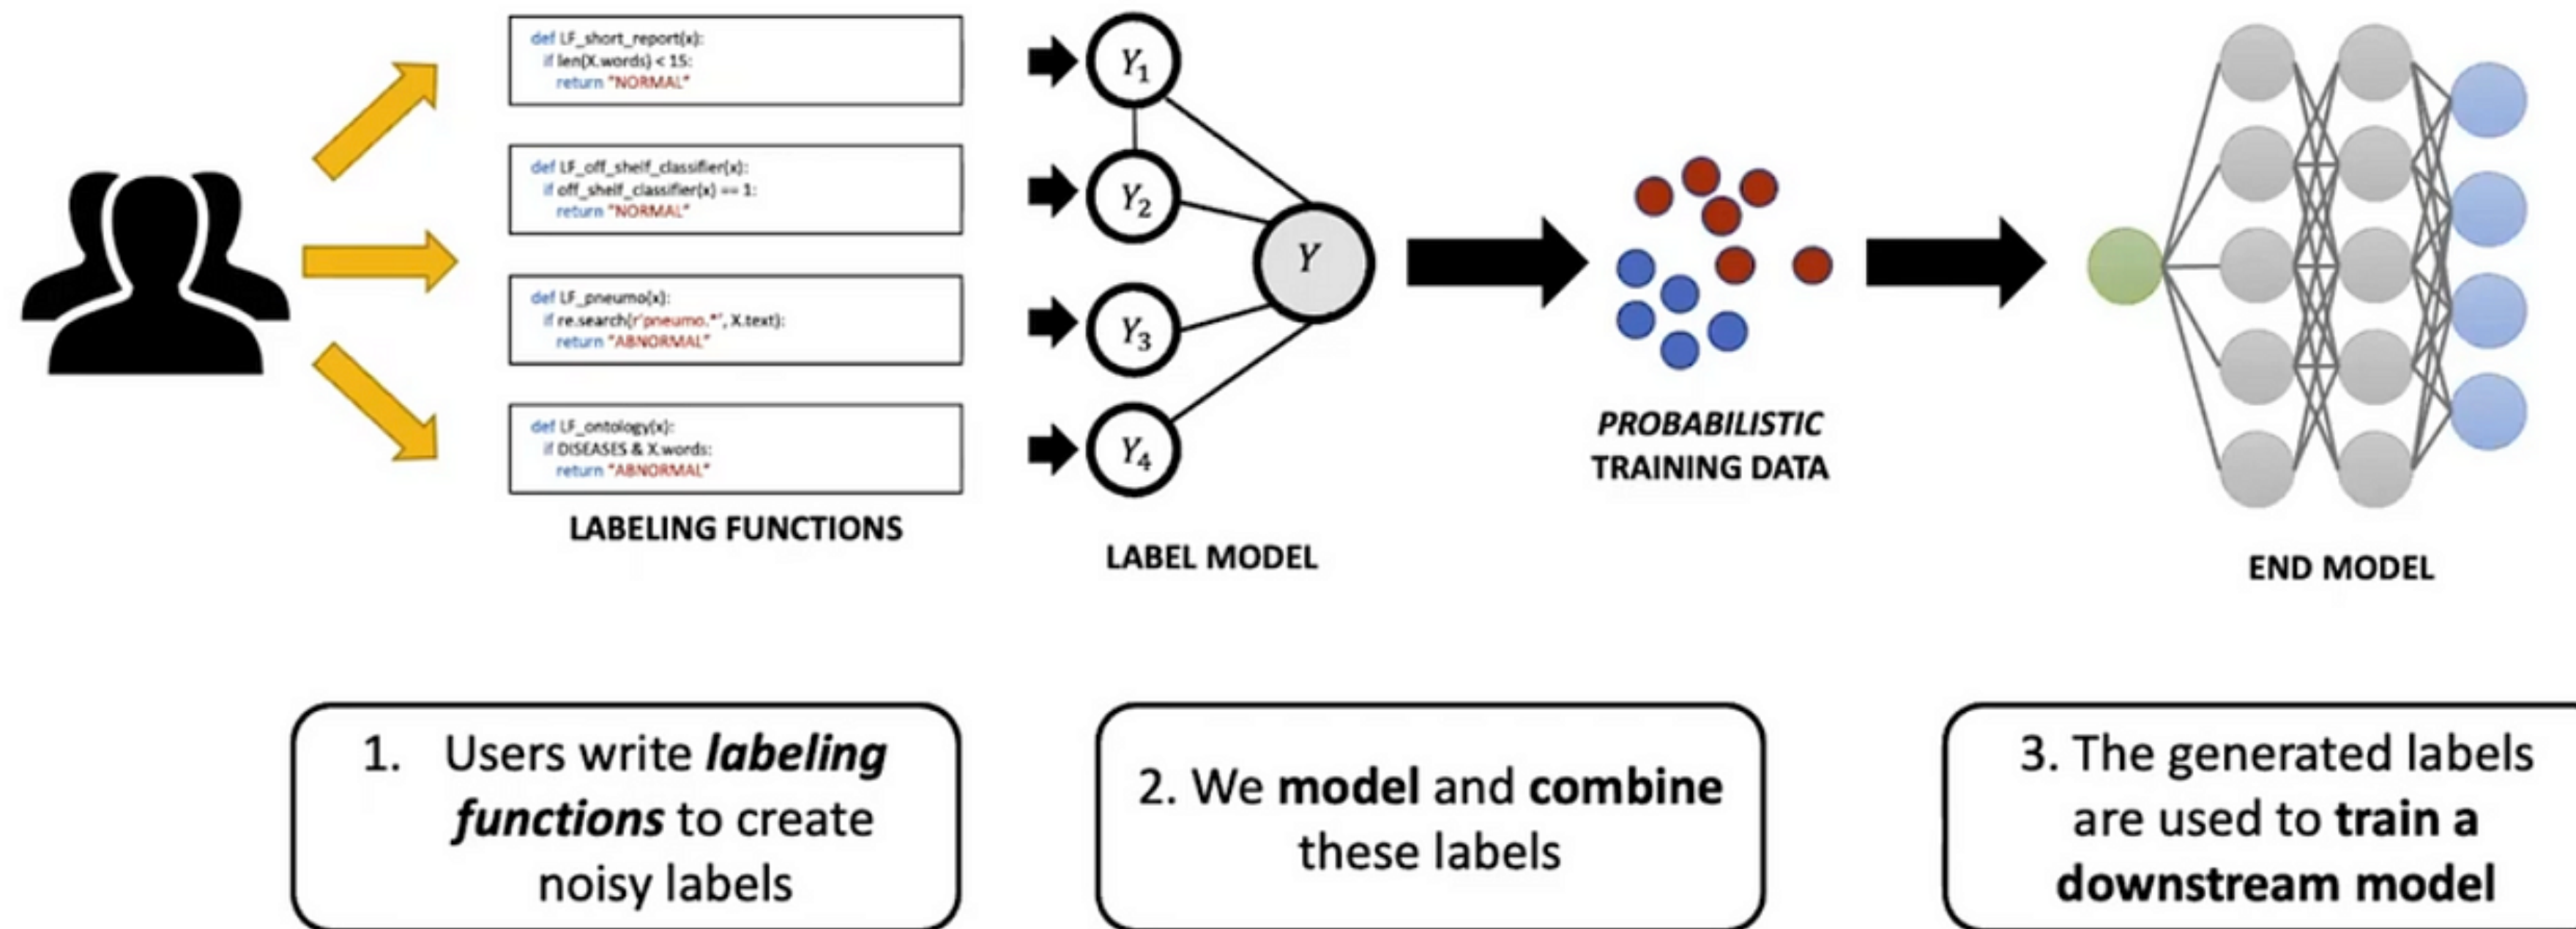 def LF_short_report(x):
if len(X.words) < 15:
return "NORMAL"
def LF_off_shelf_classifier(x):
if off_shelf_classifier(x) == 1:
return "NORMAL"
def LF_pneumo(x):
if re.search(r'pneumo.*', X.text):
return "ABNORMAL"
def LF_ontology(x):
if DISEASES & X.words:
return "ABNORMAL"
LABELING FUNCTIONS
Y1
Y2
Y3
Y4
Y
LABEL MODEL
PROBABILISTIC
TRAINING DATA
END MODEL
1. Users write labeling
functions to create
noisy labels
2. We model and combine
these labels
3. The generated labels
are used to train a
downstream model